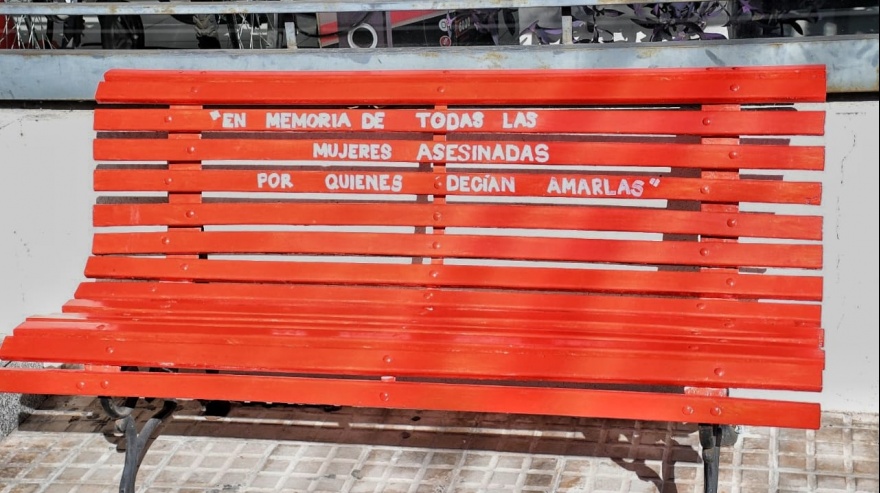 "EN MEMORIA DE TODAS LAS
MUJERES ASESINADAS
POR QUIENES DECÍAN AMARLAS"